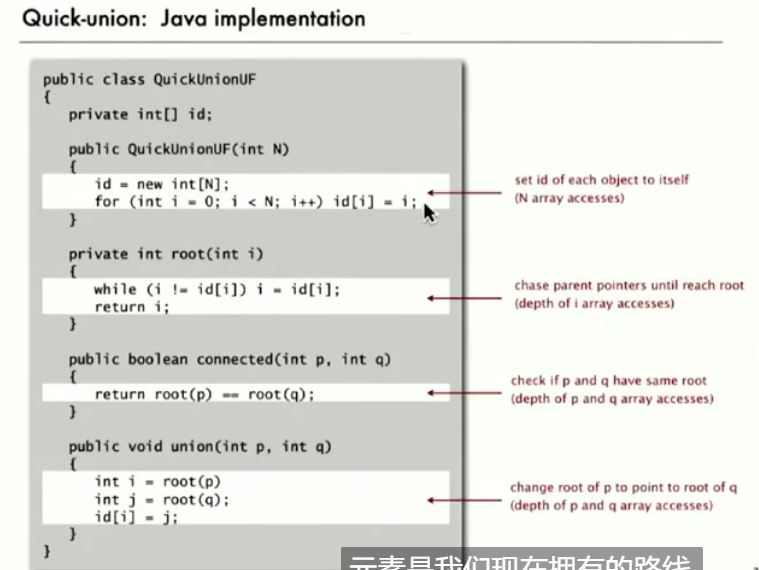 Quick-union: Java implementation
public class QuickUnionUF
{
private int[] id;
public QuickUnionUF(int N)
{
id = new int[N];
for (int i = 0; i < N; i++) id[i] = i;
}
set id of each object to itself
(N array accesses)
private int root(int i)
{
while (i != id[i]) i = id[i];
return i;
}
chase parent pointers until reach root
(depth of i array accesses)
public boolean connected(int p, int q)
{
return root(p) == root(q);
}
check if p and q have same root
(depth of p and q array accesses)
public void union(int p, int q)
{
int i = root(p)
int j = root(q);
id[i] = j;
}
}
change root of p to point to root of q
(depth of p and q array accesses)
元素是我们现在拥有的路线